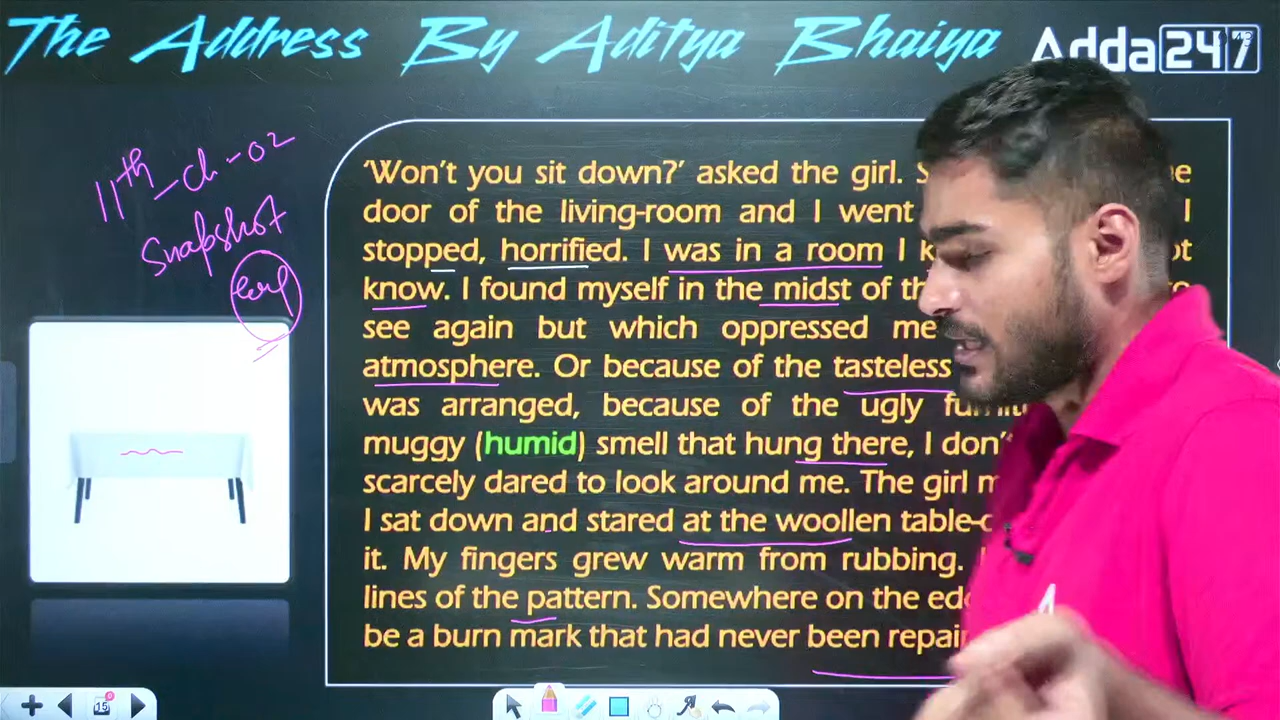 The Address By Aditya Bhaiya
Adda247
11th - ch - 02
Snapshot
'Won't you sit down?' asked the girl. S
door of the living-room and I went I
stopped, horrified. I was in a room I
know. I found myself in the midst of
see again but which oppressed me
atmosphere. Or because of the tasteless
was arranged, because of the ugly
muggy (humid) smell that hung there, I don'
scarcely dared to look around me. The girl
I sat down and stared at the woollen table-
it. My fingers grew warm from rubbing.
lines of the pattern. Somewhere on the
be a burn mark that had never been
15